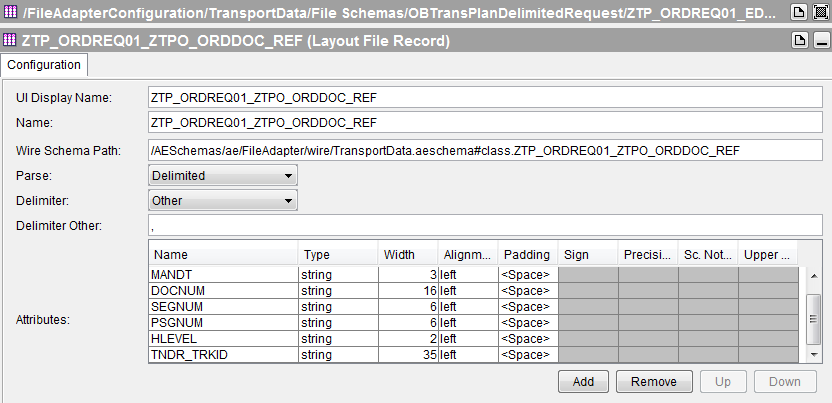 /FileAdapterConfiguration/TransportData/File Schemas/OBTransPlanDelimitedRequest/ZTP_ORDREQ01_ED...
ZTP_ORDREQ01_ZTPO_ORDDOC_REF (Layout File Record)
Configuration
UI Display Name: ZTP_ORDREQ01_ZTPO_ORDDOC_REF
Name: ZTP_ORDREQ01_ZTPO_ORDDOC_REF
Wire Schema Path: /AESchemas/ae/FileAdapter/wire/TransportData.aeschema#class.ZTP_ORDREQ01_ZTPO_ORDDOC_REF
Parse: Delimited
Delimiter: Other
Delimiter Other: ,
Attributes:
Name Type Width Alignm... Padding Sign Precisi... Sc. Not... Upper ...
MANDT string 3 left <Space>
DOCNUM string 16 left <Space>
SEGNUM string 6 left <Space>
PSGNUM string 6 left <Space>
HLEVEL string 2 left <Space>
TNDR_TRKID string 35 left <Space>
Add Remove Up Down